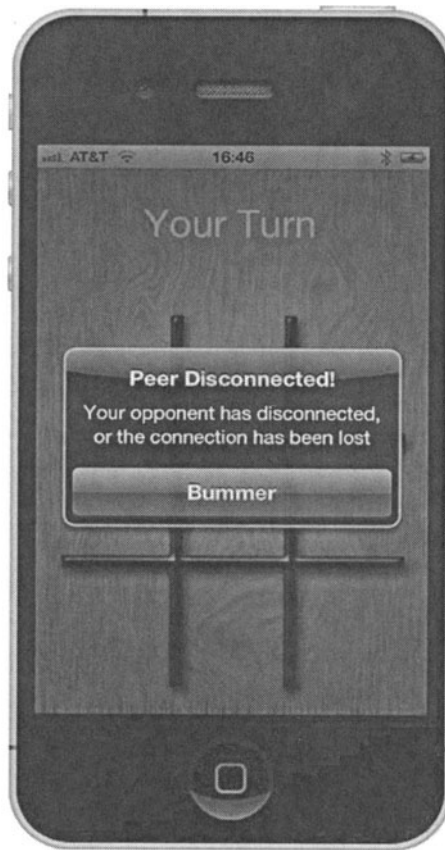 AT&T 16:46
Your Turn
Peer Disconnected!
Your opponent has disconnected,
or the connection has been lost
Bummer